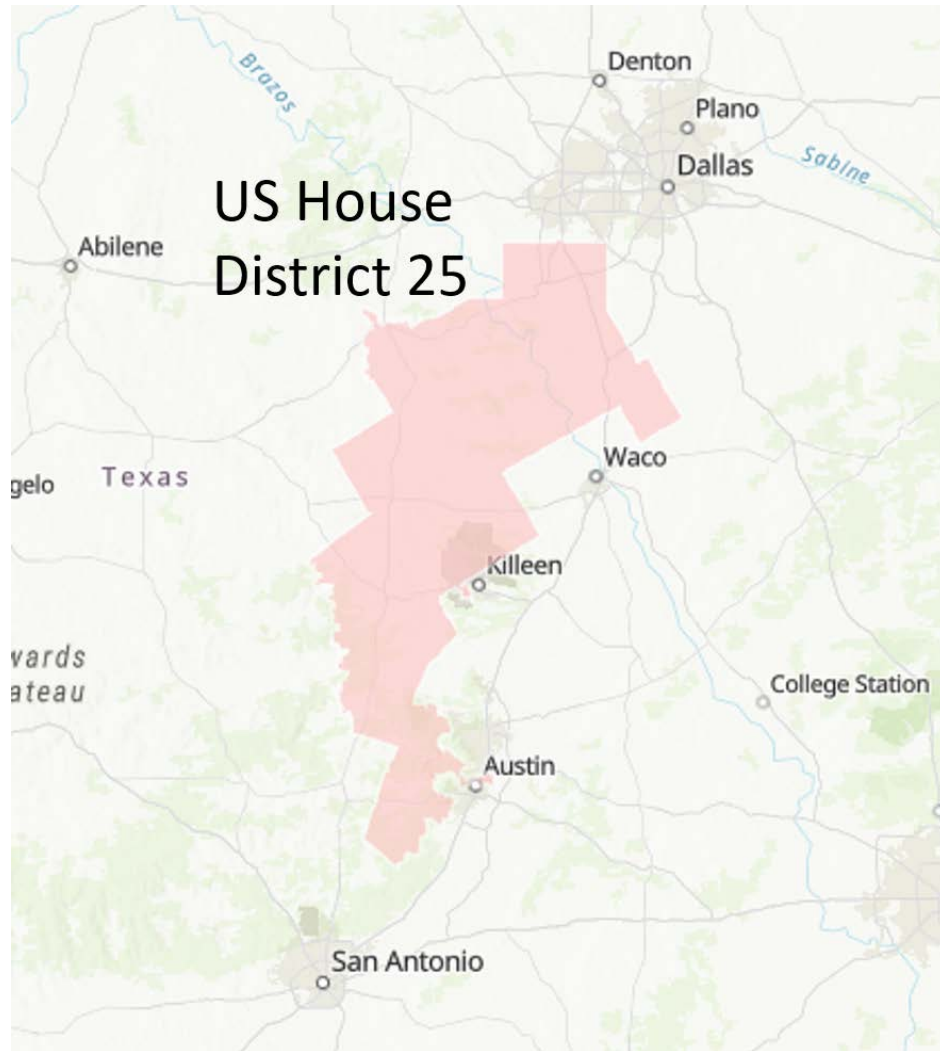 Denton
Brazos
Plano
Sabine
Dallas
US House
District 25
Abilene
Waco
Texas
gelo
Killeen
wards
ateau
College Station
Austin
San Antonio